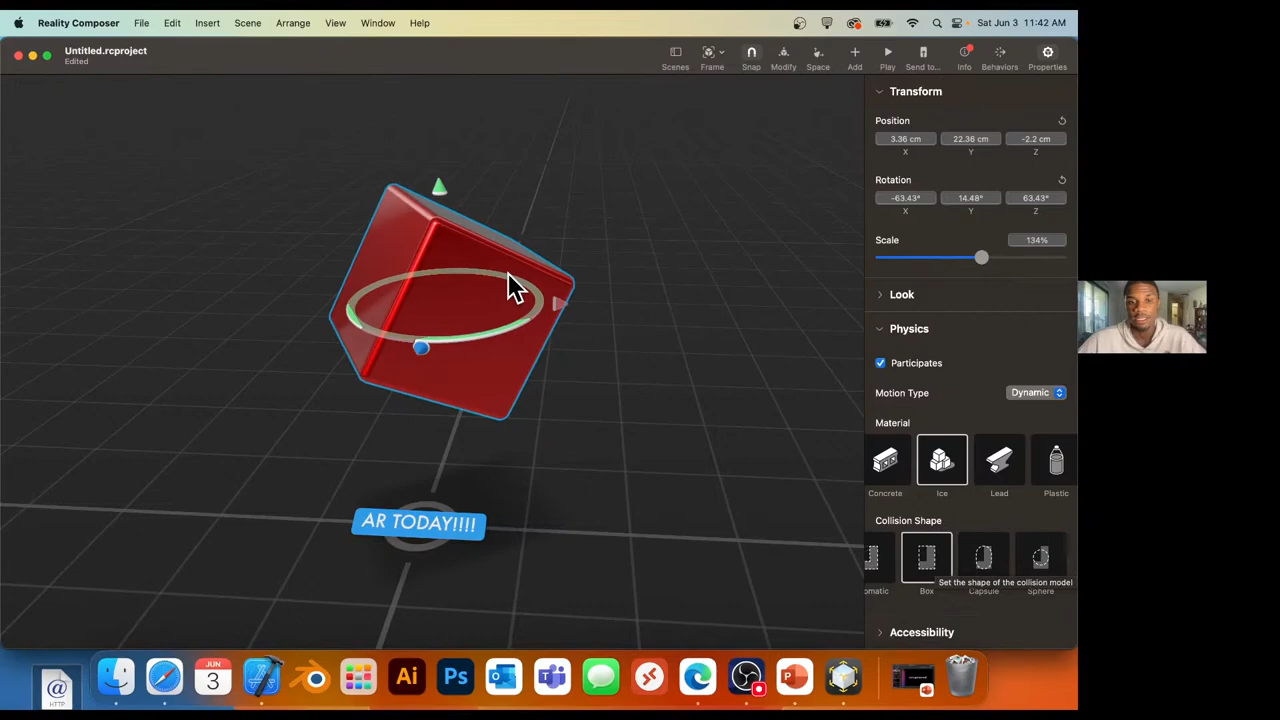 Reality Composer File Edit Insert Scene Arrange View Window Help Sat Jun 3 11:42 AM
Untitled.rcproject
Edited
Scenes Frame Snap Modify Space Add Play Send to... Info Behaviors Properties
Transform
Position
3.36 cm 22.36 cm -2.2 cm
X Y Z
Rotation
-63.43° 14.48° 63.43°
X Y Z
Scale 134%
Look
Physics
Participates
Motion Type Dynamic
Material
Concrete Ice Lead Plastic
Collision Shape
AR TODAY!!!!
Set the shape of the collision model
omatic Box Capsule Sphere
Accessibility
JUN
3
Ai Ps
@
HTTP